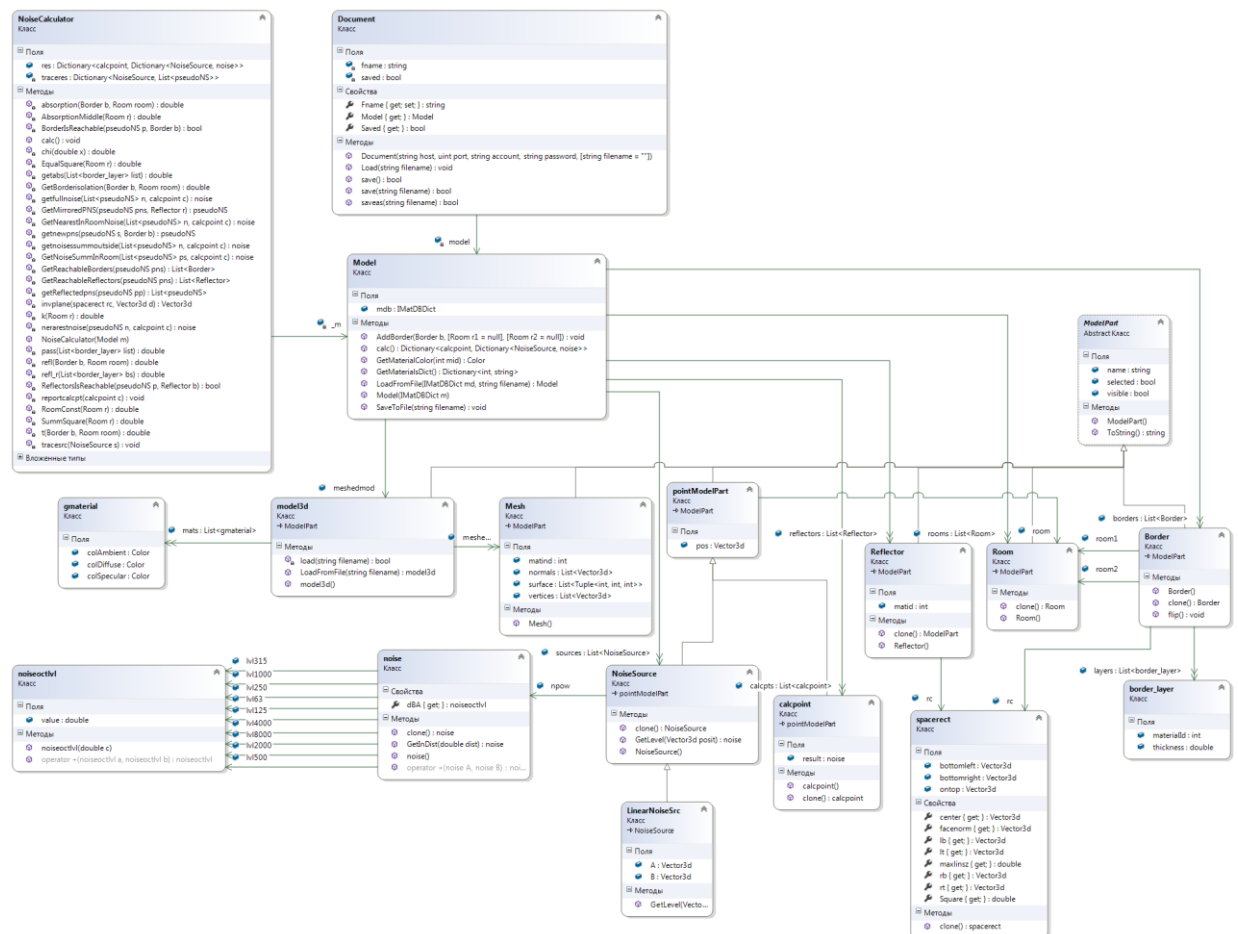 NoiseCalculator
Класс
Поля
res : Dictionary<calcpoint, Dictionary<NoiseSource, noise>>
traceres : Dictionary<NoiseSource, List<pseudoNS>>
Методы
absorption(Border b, Room room) : double
AbsorptionMiddle(Room r) : double
BorderIsReachable(pseudoNS p, Border b) : bool
calc() : void
chi(double x) : double
EqualSquare(Room r) : double
getabs(List<border_layer> list) : double
GetBorderisolation(Border b, Room room) : double
getfullnoise(List<pseudoNS> n, calcpoint c) : noise
GetMirroredPNS(pseudoNS pns, Reflector r) : pseudoNS
GetNearestInRoomNoise(List<pseudoNS> n, calcpoint c) : noise
getnewpns(pseudoNS s, Border b) : pseudoNS
getnoisessummoutside(List<pseudoNS> n, calcpoint c) : noise
GetNoiseSummInRoom(List<pseudoNS> ps, calcpoint c) : noise
GetReachableBorders(pseudoNS pns) : List<Border>
GetReachableReflectors(pseudoNS pns) : List<Reflector>
getReflectedpns(pseudoNS pp) : List<pseudoNS>
invplane(spacerect rc, Vector3d d) : Vector3d
k(Room r) : double
nerarestnoise(pseudoNS n, calcpoint c) : noise
NoiseCalculator(Model m)
pass(List<border_layer> list) : double
refl(Border b, Room room) : double
refl_r(List<border_layer> bs) : double
ReflectorsIsReachable(pseudoNS p, Reflector b) : bool
reportcalcpt(calcpoint c) : void
RoomConst(Room r) : double
SummSquare(Room r) : double
t(Border b, Room room) : double
tracesrc(NoiseSource s) : void
Вложенные типы
Document
Класс
Поля
fname : string
saved : bool
Свойства
Fname { get; set; } : string
Model { get; } : Model
Saved { get; } : bool
Методы
Document(string host, uint port, string account, string password, [string filename = ""])
Load(string filename) : void
save() : bool
save(string filename) : bool
saveas(string filename) : bool
model
_m
Model
Класс
Поля
mdb : IMatDBDict
Методы
AddBorder(Border b, [Room r1 = null], [Room r2 = null]) : void
calc() : Dictionary<calcpoint, Dictionary<NoiseSource, noise>>
GetMaterialColor(int mid) : Color
GetMaterialsDict() : Dictionary<int, string>
LoadFromFile(IMatDBDict md, string filename) : Model
Model(IMatDBDict m)
SaveToFile(string filename) : void
ModelPart
Abstract Класс
Поля
name : string
selected : bool
visible : bool
Методы
ModelPart()
ToString() : string
meshedmod
gmaterial
Класс
Поля
colAmbient : Color
colDiffuse : Color
colSpecular : Color
mats : List<gmaterial>
model3d
Класс
ModelPart
Методы
load(string filename) : bool
LoadFromFile(string filename) : model3d
model3d()
meshe...
Mesh
Класс
ModelPart
Поля
matind : int
normals : List<Vector3d>
surface : List<Tuple<int, int, int>>
vertices : List<Vector3d>
Методы
Mesh()
pointModelPart
Класс
ModelPart
Поля
pos : Vector3d
reflectors : List<Reflector>
rooms : List<Room>
room
borders : List<Border>
room1
room2
Reflector
Класс
ModelPart
Поля
matid : int
Методы
clone() : ModelPart
Reflector()
Room
Класс
ModelPart
Методы
clone() : Room
Room()
Border
Класс
ModelPart
Методы
Border()
clone() : Border
flip() : void
noiseoctlvl
Класс
Поля
value : double
Методы
noiseoctlvl(double c)
operator +(noiseoctlvl a, noiseoctlvl b) : noiseoctlvl
lvl315
lvl1000
lvl250
lvl63
lvl125
lvl4000
lvl8000
lvl2000
lvl500
noise
Класс
Свойства
dBA { get; } : noiseoctlvl
Методы
clone() : noise
GetInDist(double dist) : noise
noise()
operator +(noise A, noise B) : noi...
npow
sources : List<NoiseSource>
NoiseSource
Класс
pointModelPart
Методы
clone() : NoiseSource
GetLevel(Vector3d posit) : noise
NoiseSource()
calcpts : List<calcpoint>
calcpoint
Класс
pointModelPart
Поля
result : noise
Методы
calcpoint()
clone() : calcpoint
LinearNoiseSrc
Класс
NoiseSource
Поля
A : Vector3d
B : Vector3d
Методы
GetLevel(Vecto...
rc
rc
layers : List<border_layer>
border_layer
Класс
Поля
materialId : int
thickness : double
spacerect
Класс
Поля
bottomleft : Vector3d
bottomright : Vector3d
ontop : Vector3d
Свойства
center { get; } : Vector3d
facenorm { get; } : Vector3d
lb { get; } : Vector3d
lt { get; } : Vector3d
maxlinsz { get; } : double
rb { get; } : Vector3d
rt { get; } : Vector3d
Square { get; } : double
Методы
clone() : spacerect